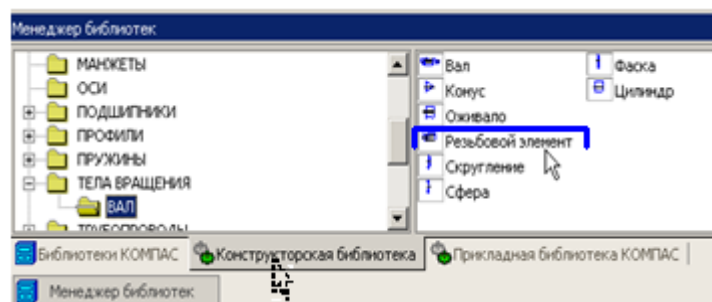 Менеджер библиотек
МАНЖЕТЫ
ОСИ
ПОДШИПНИКИ
ПРОФИЛИ
ПРУЖИНЫ
ТЕЛА ВРАЩЕНИЯ
ВАЛ
ТРУБОПРОВОДЫ
Вал
Конус
Оживало
Резьбовой элемент
Скругление
Сфера
Фаска
Цилиндр
Библиотеки КОМПАС
Конструкторская библиотека
Прикладная библиотека КОМПАС
Менеджер библиотек